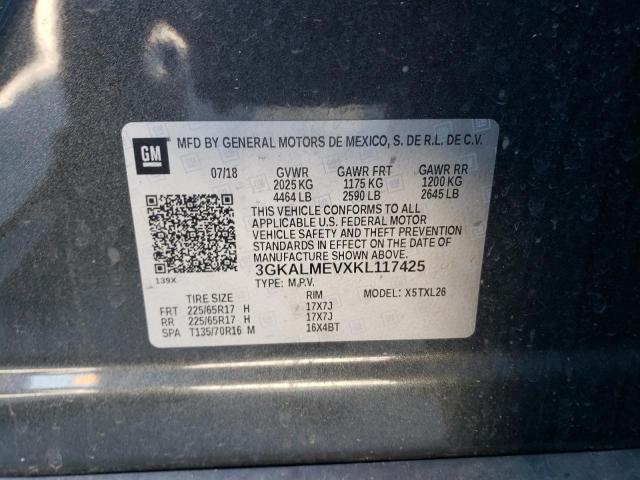 GM
MFD BY GENERAL MOTORS DE MEXICO, S. DE R.L. DE C.V.
07/18 GVWR GAWR FRT GAWR RR
2025 KG 1175 KG 1200 KG
4464 LB 2590 LB 2645 LB
THIS VEHICLE CONFORMS TO ALL
APPLICABLE U.S. FEDERAL MOTOR
VEHICLE SAFETY AND THEFT PREVENTION
STANDARDS IN EFFECT ON THE DATE OF
MANUFACTURE SHOWN ABOVE.
139X
3GKALMEVXKL117425
TYPE: M.P.V. MODEL: X5TXL26
TIRE SIZE RIM
FRT 225/65R17 H 17X7J
RR 225/65R17 H 17X7J
SPA T135/70R16 M 16X4BT